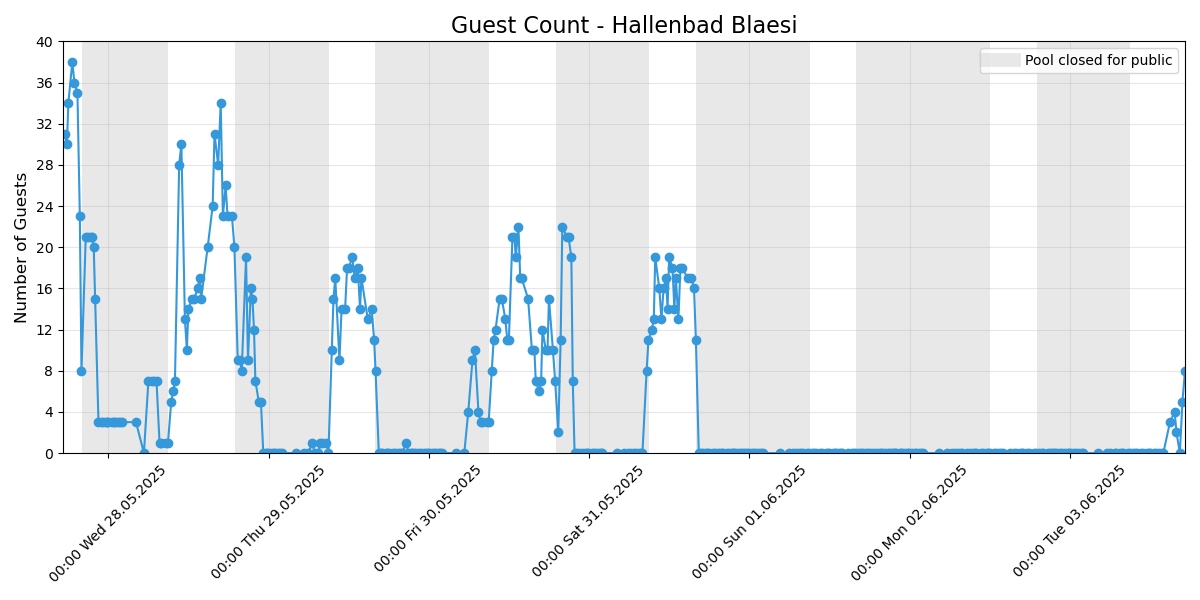 Guest Count - Hallenbad Blaesi
Pool closed for public
Number of Guests
40
36
32
28
24
20
16
12
8
4
0
00:00 Wed 28.05.2025
00:00 Thu 29.05.2025
00:00 Fri 30.05.2025
00:00 Sat 31.05.2025
00:00 Sun 01.06.2025
00:00 Mon 02.06.2025
00:00 Tue 03.06.2025